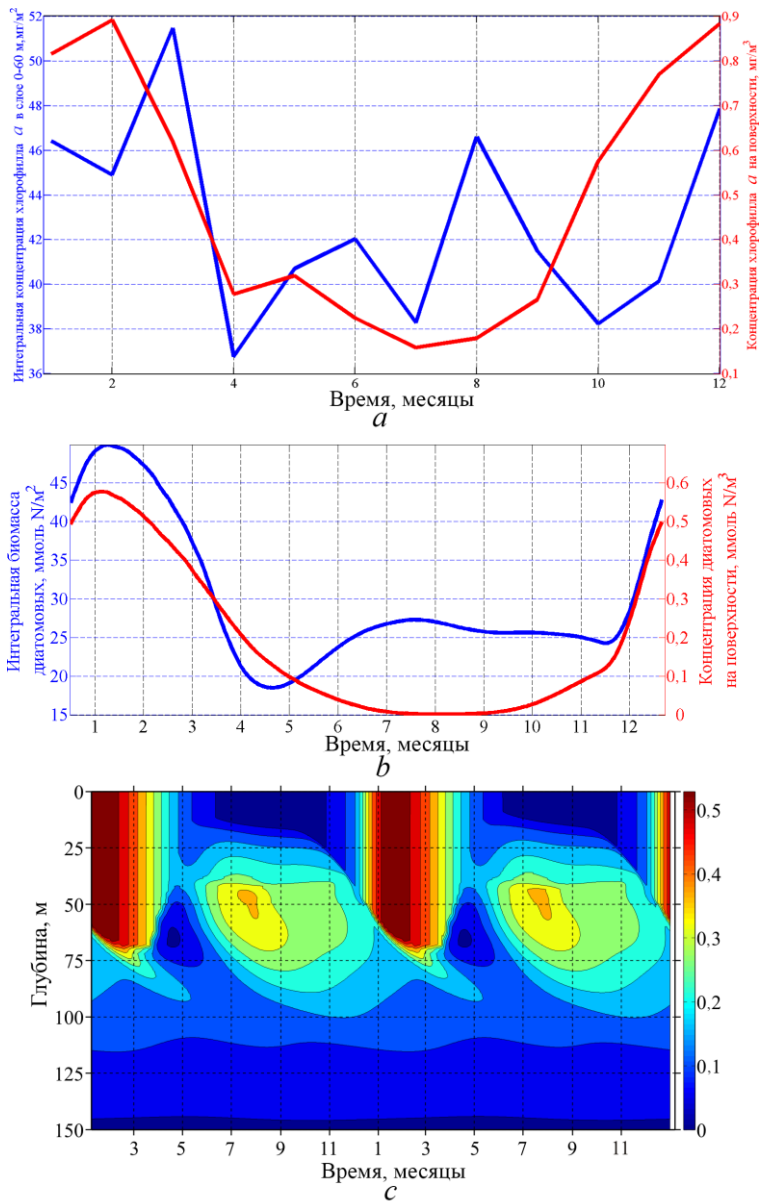 Интегральная концентрация хлорофилла a в слое 0-60 м,мг/м²
52
50
48
46
44
42
40
38
36
0,9
0,8
0,7
0,6
0,5
0,4
0,3
0,2
0,1
Концентрация хлорофилла a на поверхности, мг/м³
2 4 6 8 10 12
Время, месяцы
a
Интегральная биомасса
диатомовых, ммоль N/м²
45
40
35
30
25
20
15
0,6
0,5
0,4
0,3
0,2
0,1
0
Концентрация диатомовых
на поверхности, ммоль N/м³
1 2 3 4 5 6 7 8 9 10 11 12
Время, месяцы
b
Глубина, м
0
25
50
75
100
125
150
0,5
0,4
0,3
0,2
0,1
0
3 5 7 9 11 1 3 5 7 9 11
Время, месяцы
c